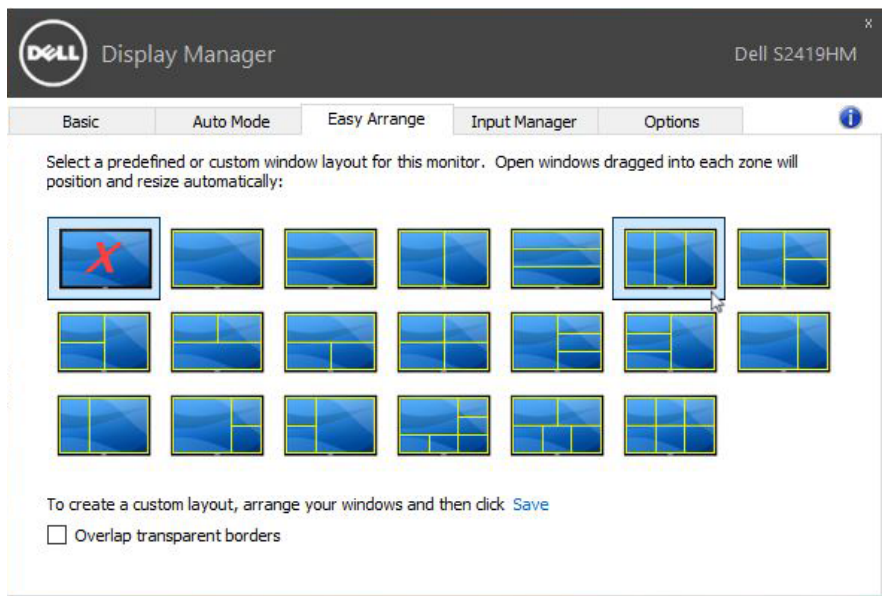 DELL Display Manager
x
Dell S2419HM
Basic Auto Mode Easy Arrange Input Manager Options i
Select a predefined or custom window layout for this monitor. Open windows dragged into each zone will
position and resize automatically:
X
To create a custom layout, arrange your windows and then click Save
Overlap transparent borders